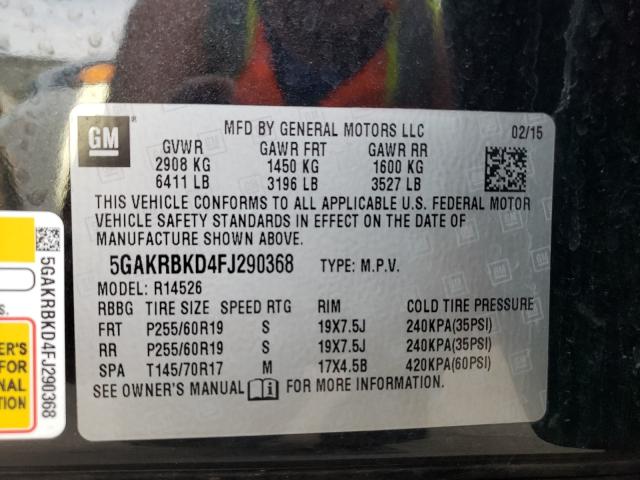 GM
®
MFD BY GENERAL MOTORS LLC 02/15
GVWR GAWR FRT GAWR RR
2908 KG 1450 KG 1600 KG
6411 LB 3196 LB 3527 LB
THIS VEHICLE CONFORMS TO ALL APPLICABLE U.S. FEDERAL MOTOR
VEHICLE SAFETY STANDARDS IN EFFECT ON THE DATE OF
MANUFACTURE SHOWN ABOVE.
5GAKRBKD4FJ290368 TYPE: M.P.V.
MODEL: R14526
RBBG TIRE SIZE SPEED RTG RIM COLD TIRE PRESSURE
FRT P255/60R19 S 19X7.5J 240KPA(35PSI)
RR P255/60R19 S 19X7.5J 240KPA(35PSI)
SPA T145/70R17 M 17X4.5B 420KPA(60PSI)
SEE OWNER'S MANUAL i FOR MORE INFORMATION.
5GAKRBKD4FJ290368
ER'S
FOR
NAL
N